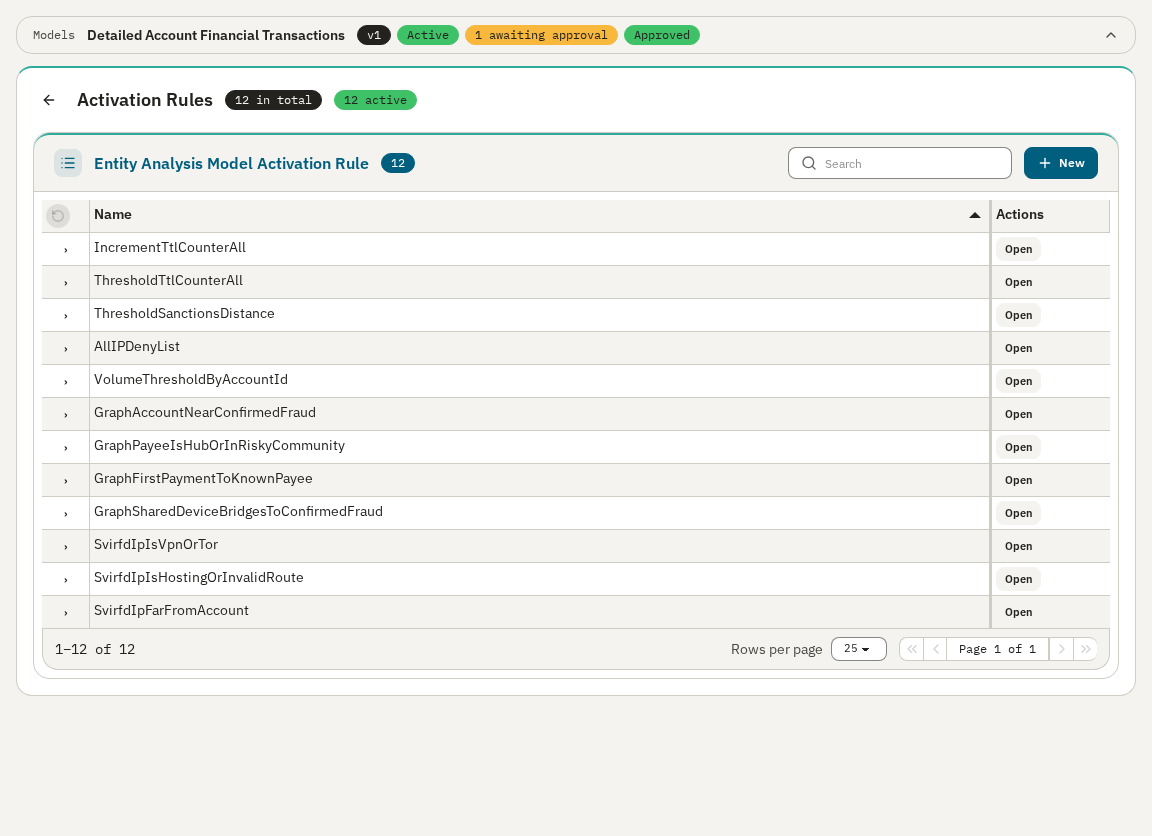 Models Detailed Account Financial Transactions v1 Active 1 awaiting approval Approved
Activation Rules 12 in total 12 active
Entity Analysis Model Activation Rule 12 Search New
Name Actions
IncrementTtlCounterAll Open
ThresholdTtlCounterAll Open
ThresholdSanctionsDistance Open
AllIPDenyList Open
VolumeThresholdByAccountId Open
GraphAccountNearConfirmedFraud Open
GraphPayeeIsHubOrInRiskyCommunity Open
GraphFirstPaymentToKnownPayee Open
GraphSharedDeviceBridgesToConfirmedFraud Open
SvirfdIpIsVpnOrTor Open
SvirfdIpIsHostingOrInvalidRoute Open
SvirfdIpFarFromAccount Open
1–12 of 12 Rows per page 25 Page 1 of 1